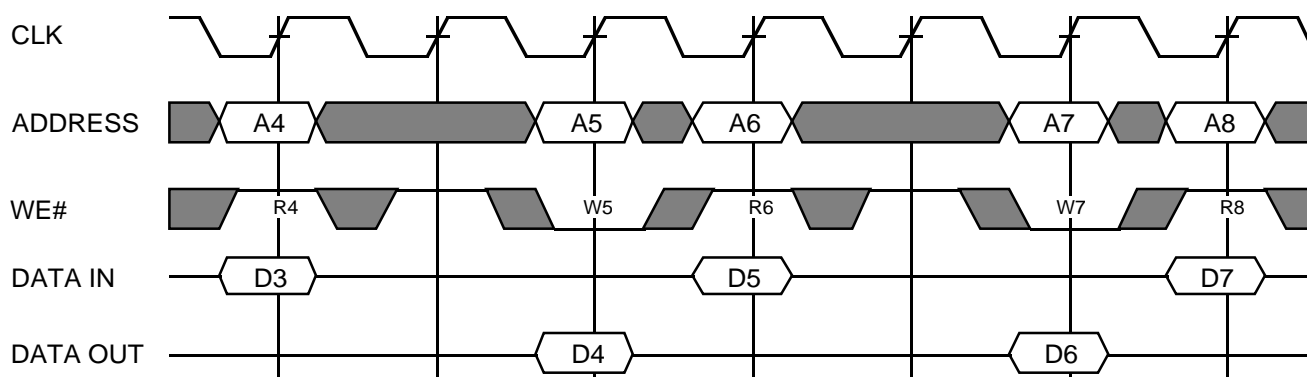 CLK
ADDRESS A4 A5 A6 A7 A8
WE# R4 W5 R6 W7 R8
DATA IN D3 D5 D7
DATA OUT D4 D6